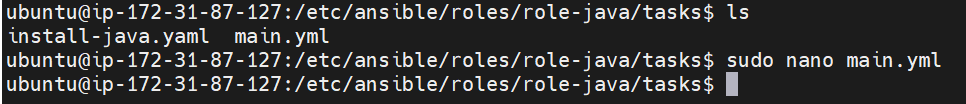 ubuntu@ip-172-31-87-127:/etc/ansible/roles/role-java/tasks$ ls
install-java.yaml  main.yml
ubuntu@ip-172-31-87-127:/etc/ansible/roles/role-java/tasks$ sudo nano main.yml
ubuntu@ip-172-31-87-127:/etc/ansible/roles/role-java/tasks$